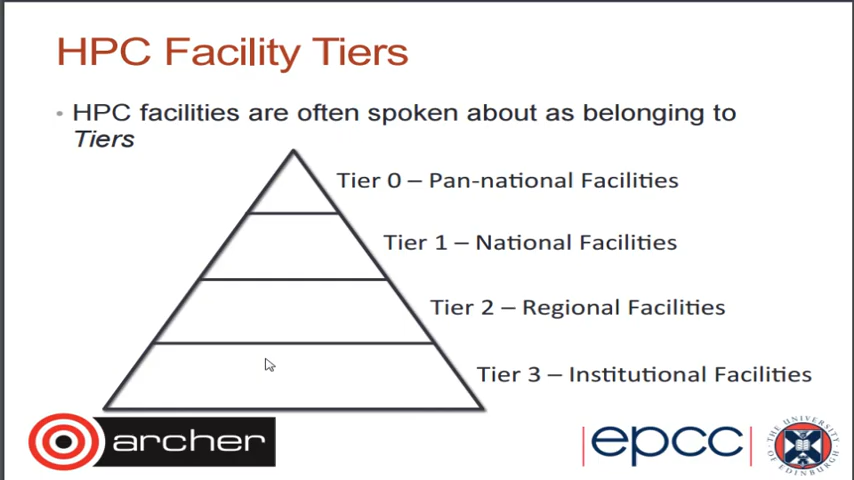 HPC Facility Tiers
• HPC facilities are often spoken about as belonging to
Tiers
Tier 0 – Pan-national Facilities
Tier 1 – National Facilities
Tier 2 – Regional Facilities
Tier 3 – Institutional Facilities
archer
epcc
THE UNIVERSITY OF EDINBURGH